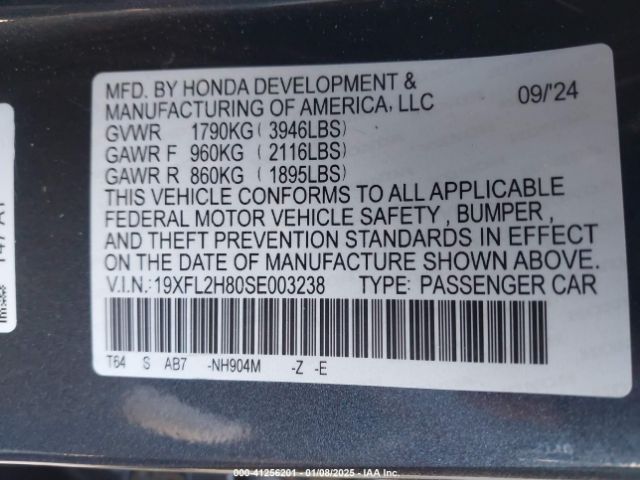 MFD. BY HONDA DEVELOPMENT &
MANUFACTURING OF AMERICA, LLC 09/'24
GVWR 1790KG ( 3946LBS )
GAWR F 960KG ( 2116LBS )
GAWR R 860KG ( 1895LBS )
THIS VEHICLE CONFORMS TO ALL APPLICABLE
FEDERAL MOTOR VEHICLE SAFETY , BUMPER ,
AND THEFT PREVENTION STANDARDS IN EFFECT
ON THE DATE OF MANUFACTURE SHOWN ABOVE.
V.I.N.:19XFL2H80SE003238 TYPE: PASSENGER CAR
T64 S AB7 -NH904M -Z -E
000-41256201 - 01/08/2025 - IAA Inc.